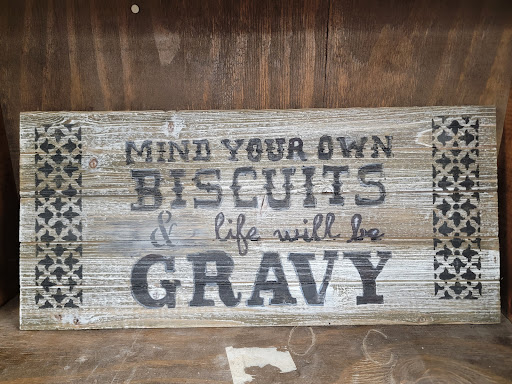 MIND YOUR OWN
BISCUITS
& life will be
GRAVY